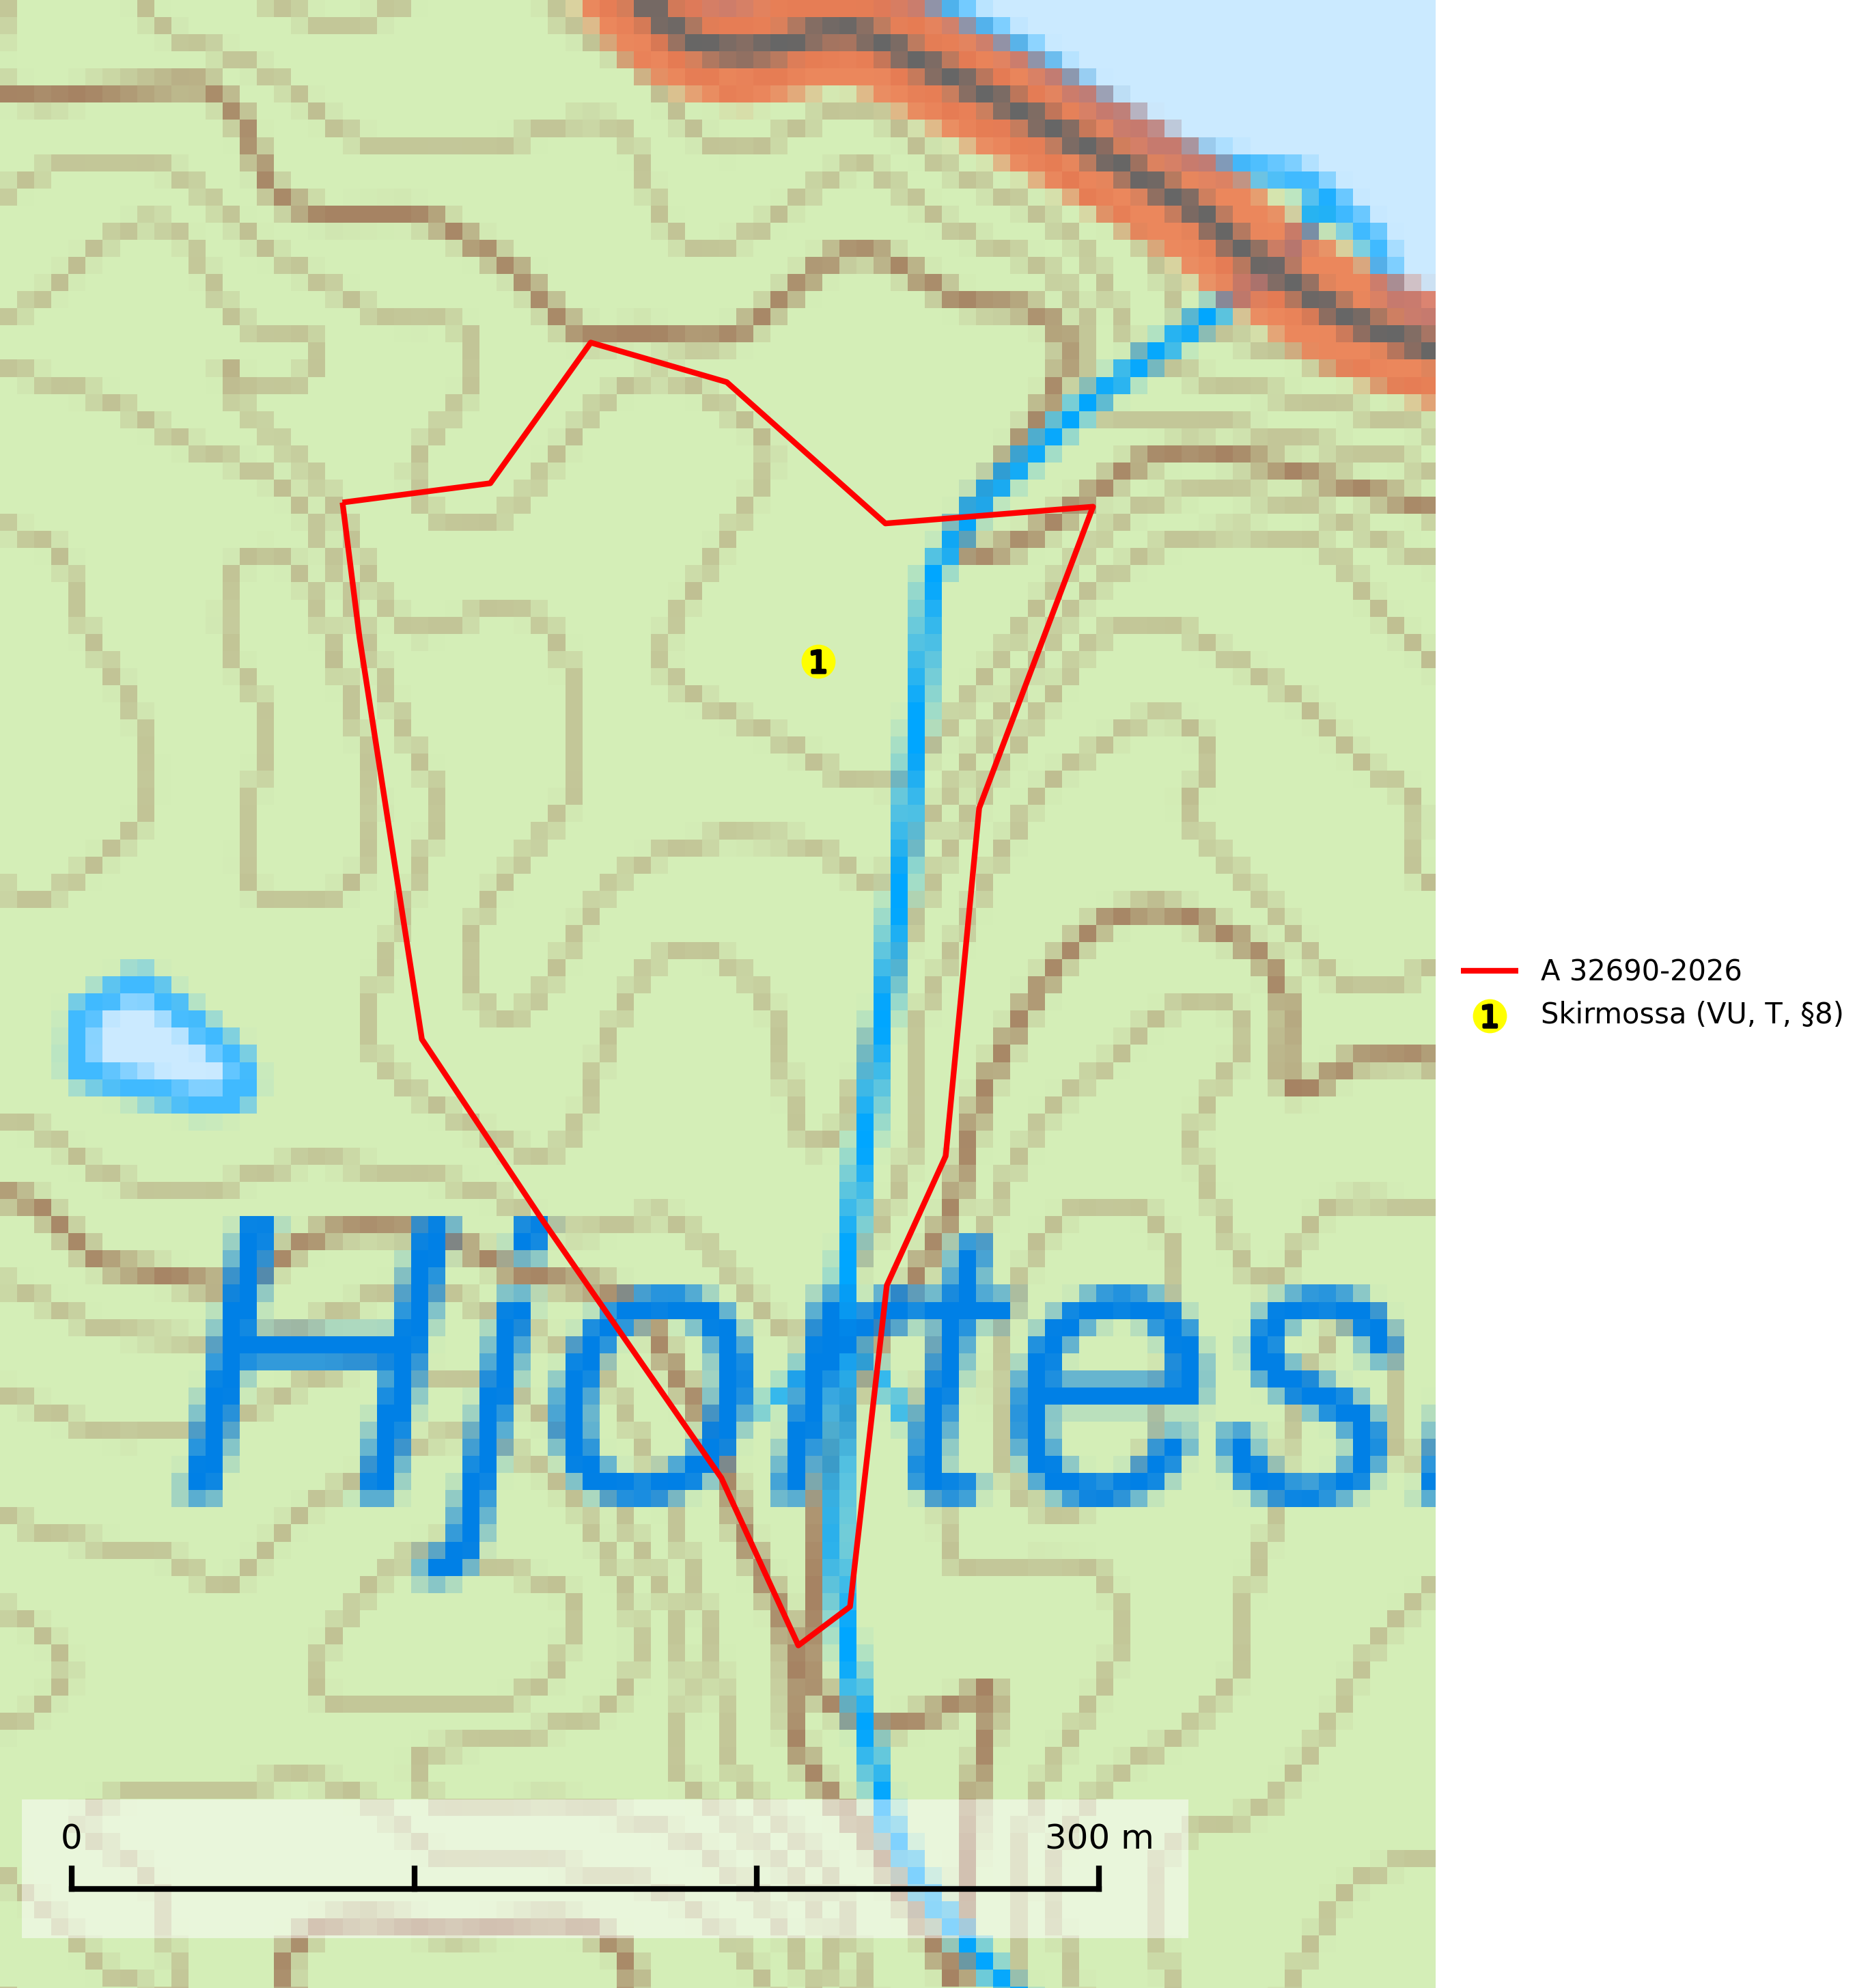 1
A 32690-2026
1 Skirmossa (VU, T, §8)
Hjortes
0 300 m